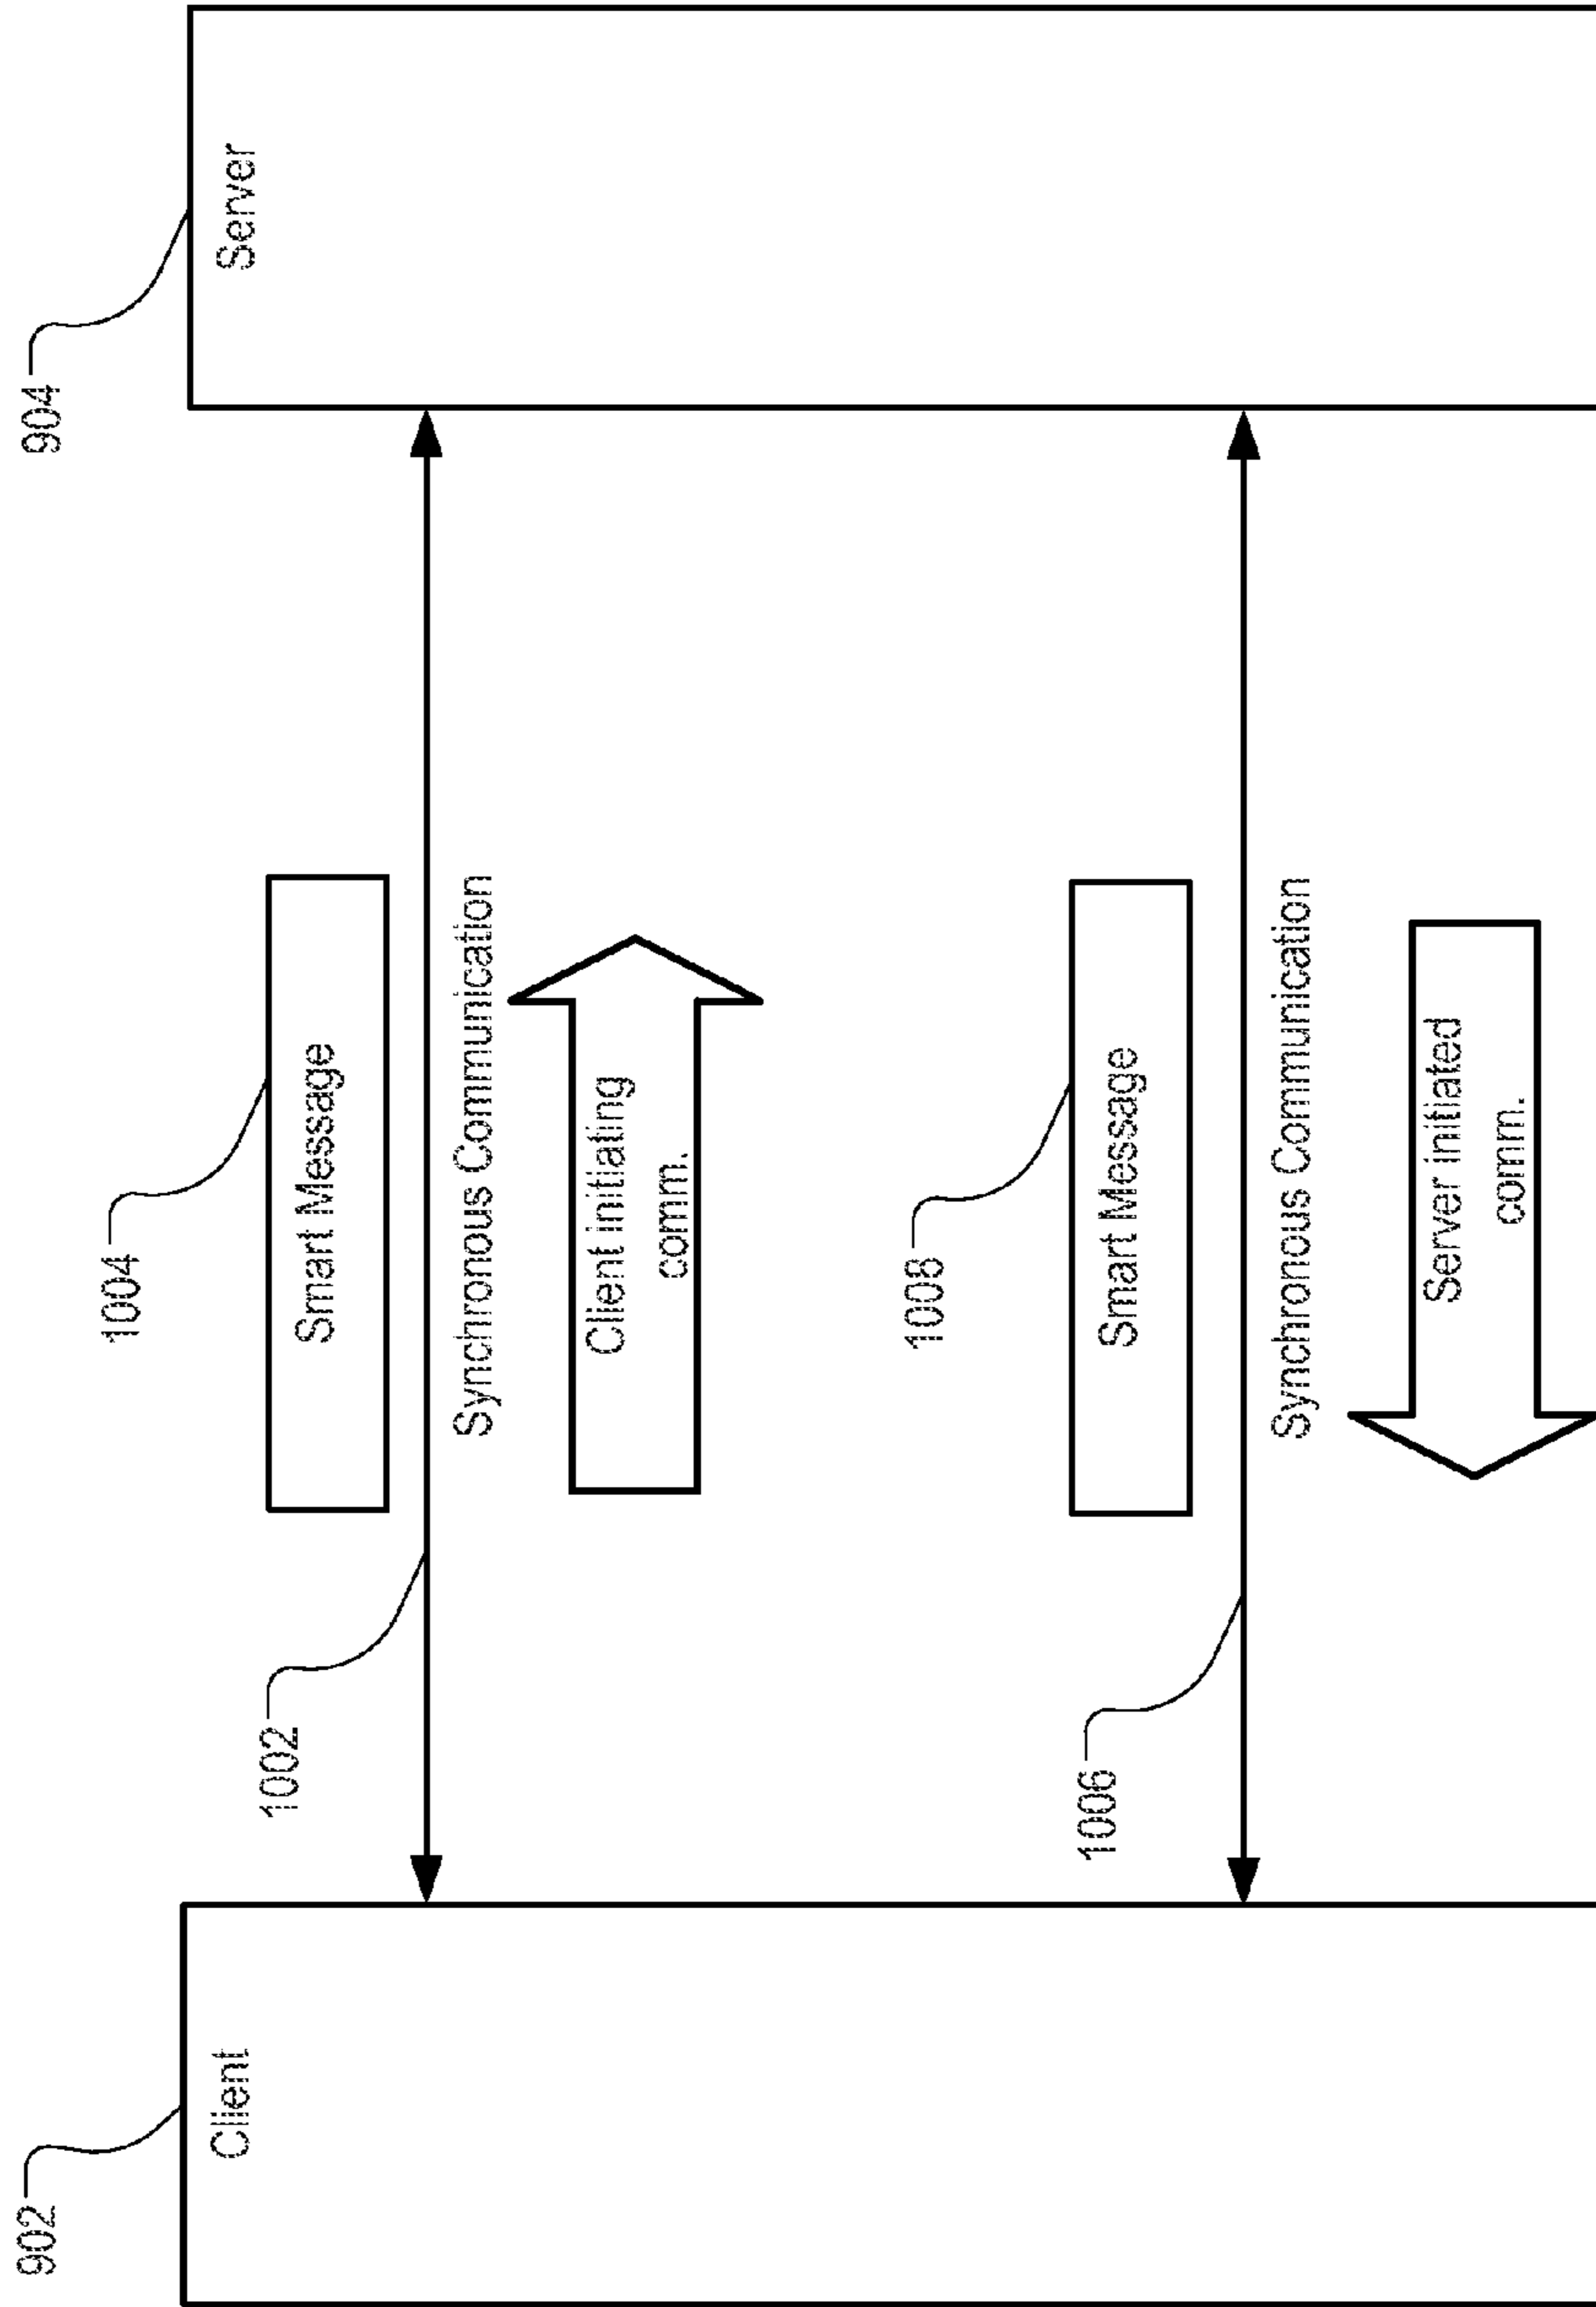 902
Client
904
Server
1004
Smart Message
1002
Synchronous Communication
Client initiating
comm.
1008
Smart Message
1006
Synchronous Communication
Server initiated
comm.